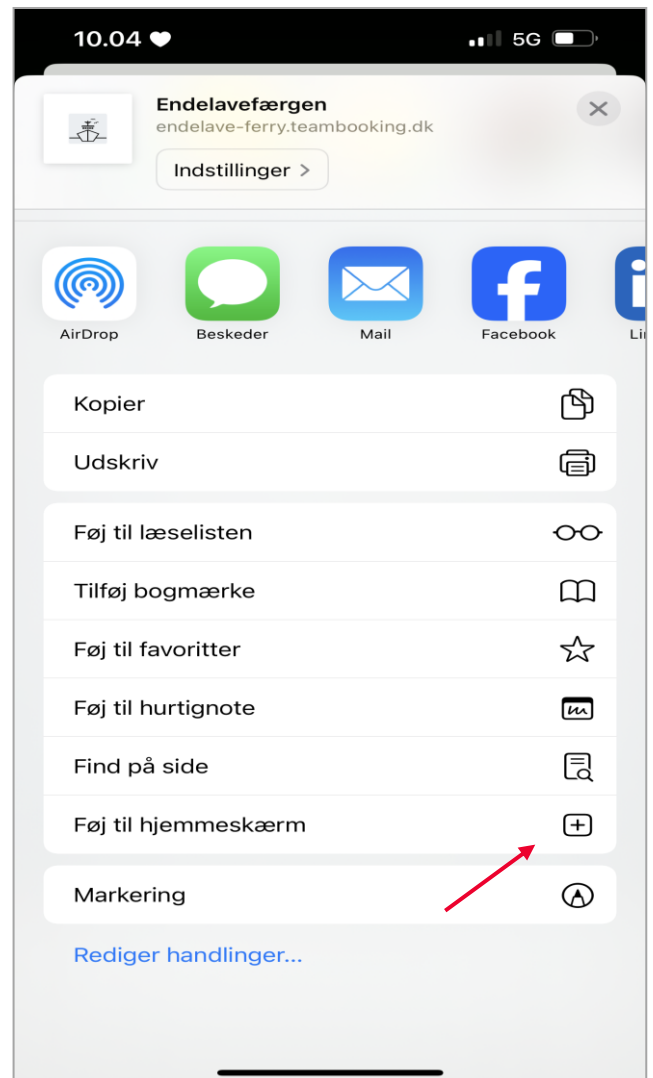 10.04
5G
Endelavefærgen
endelave-ferry.teambooking.dk
Indstillinger >
AirDrop
Beskeder
Mail
Facebook
Kopier
Udskriv
Føj til læselisten
Tilføj bogmærke
Føj til favoritter
Føj til hurtignote
Find på side
Føj til hjemmeskærm
Markering
Rediger handlinger...